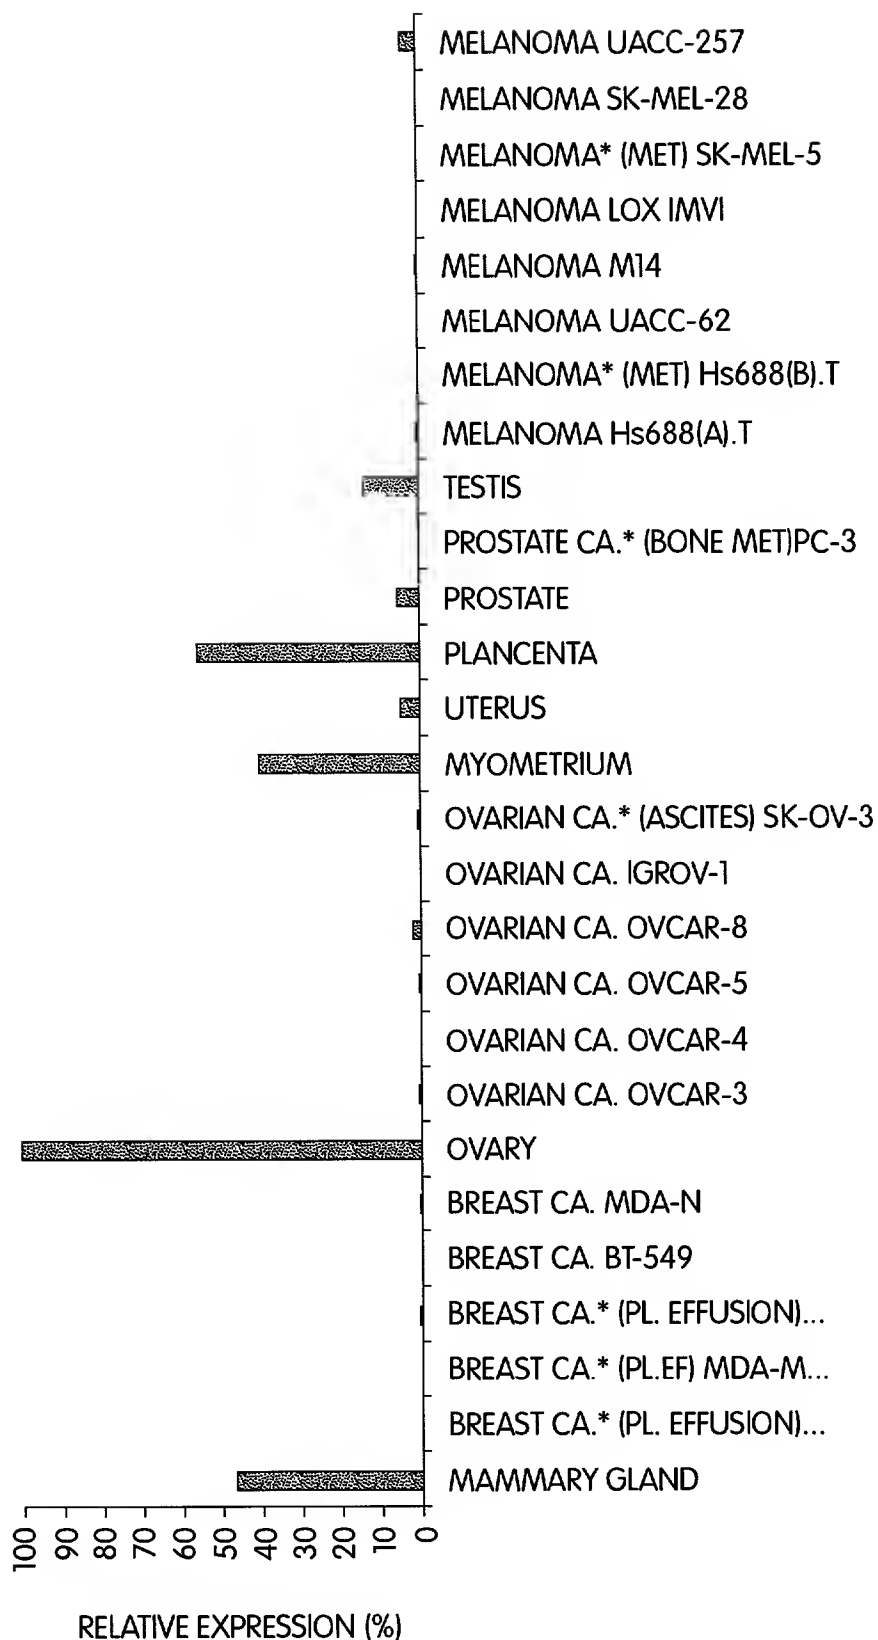 MELANOMA UACC-257
MELANOMA SK-MEL-28
MELANOMA* (MET) SK-MEL-5
MELANOMA LOX IMVI
MELANOMA M14
MELANOMA UACC-62
MELANOMA* (MET) Hs688(B).T
MELANOMA Hs688(A).T
TESTIS
PROSTATE CA.* (BONE MET)PC-3
PROSTATE
PLANCENTA
UTERUS
MYOMETRIUM
OVARIAN CA.* (ASCITES) SK-OV-3
OVARIAN CA. IGROV-1
OVARIAN CA. OVCAR-8
OVARIAN CA. OVCAR-5
OVARIAN CA. OVCAR-4
OVARIAN CA. OVCAR-3
OVARY
BREAST CA. MDA-N
BREAST CA. BT-549
BREAST CA.* (PL. EFFUSION)...
BREAST CA.* (PL.EF) MDA-M...
BREAST CA.* (PL. EFFUSION)...
MAMMARY GLAND
100 90 80 70 60 50 40 30 20 10 0
RELATIVE EXPRESSION (%)